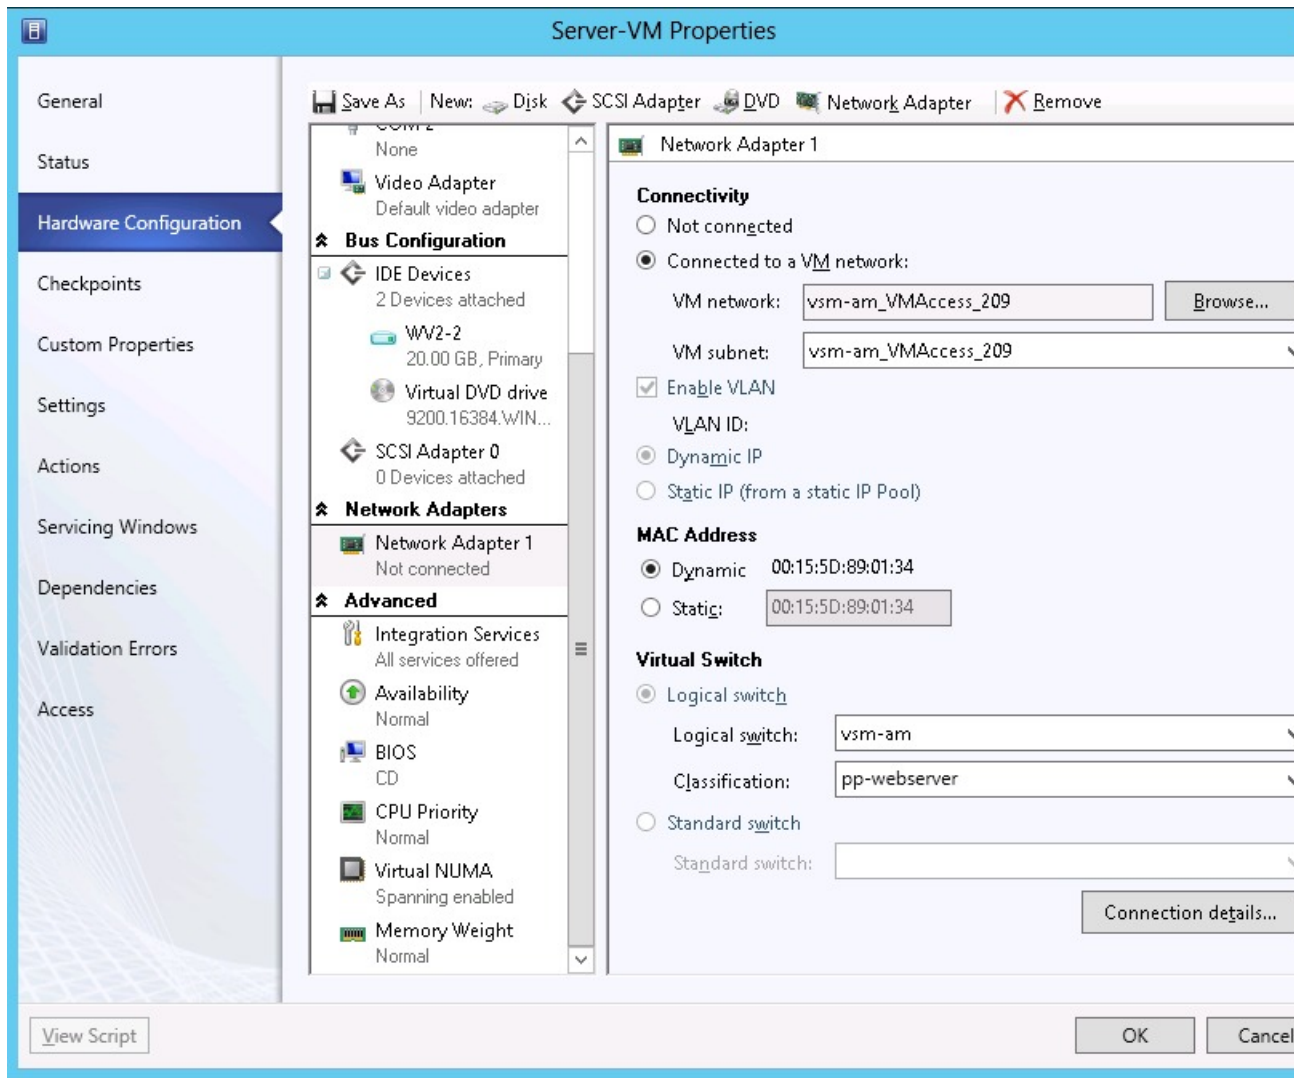 Server-VM Properties
General
Status
Hardware Configuration
Checkpoints
Custom Properties
Settings
Actions
Servicing Windows
Dependencies
Validation Errors
Access
Save As New: Disk SCSI Adapter DVD Network Adapter Remove
COM 2
None
Video Adapter
Default video adapter
Bus Configuration
IDE Devices
2 Devices attached
WV2-2
20.00 GB, Primary
Virtual DVD drive
9200.16384.WIN...
SCSI Adapter 0
0 Devices attached
Network Adapters
Network Adapter 1
Not connected
Advanced
Integration Services
All services offered
Availability
Normal
BIOS
CD
CPU Priority
Normal
Virtual NUMA
Spanning enabled
Memory Weight
Normal
Network Adapter 1
Connectivity
Not connected
Connected to a VM network:
VM network: vsm-am_VMAccess_209 Browse...
VM subnet: vsm-am_VMAccess_209
Enable VLAN
VLAN ID:
Dynamic IP
Static IP (from a static IP Pool)
MAC Address
Dynamic 00:15:5D:89:01:34
Static: 00:15:5D:89:01:34
Virtual Switch
Logical switch
Logical switch: vsm-am
Classification: pp-webserver
Standard switch
Standard switch:
Connection details...
View Script
OK Cancel